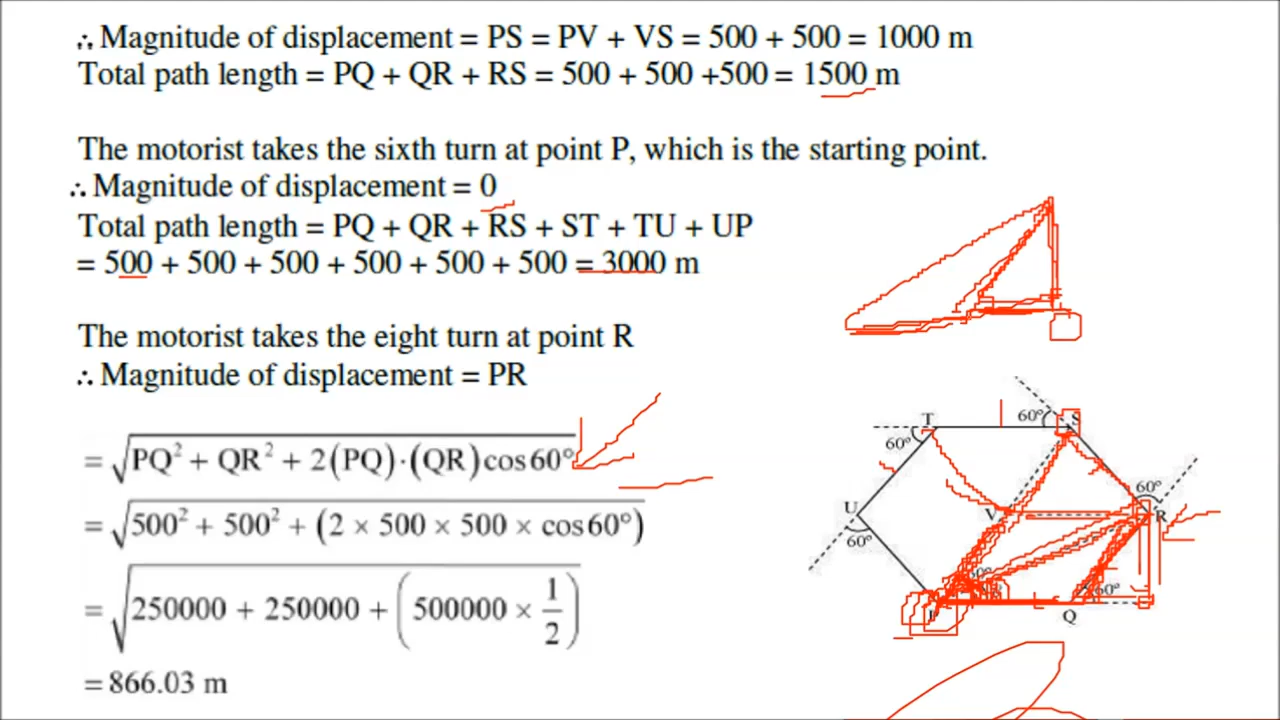 ∴ Magnitude of displacement = PS = PV + VS = 500 + 500 = 1000 m
Total path length = PQ + QR + RS = 500 + 500 +500 = 1500 m
The motorist takes the sixth turn at point P, which is the starting point.
∴ Magnitude of displacement = 0
Total path length = PQ + QR + RS + ST + TU + UP
= 500 + 500 + 500 + 500 + 500 + 500 = 3000 m
The motorist takes the eight turn at point R
∴ Magnitude of displacement = PR
= √(PQ² + QR² + 2(PQ)·(QR)cos60°)
= √(500² + 500² + (2 × 500 × 500 × cos60°))
= √(250000 + 250000 + (500000 × 1/2))
= 866.03 m
T 60° S
60°
60°
U V R
60°
60° 60°
P Q